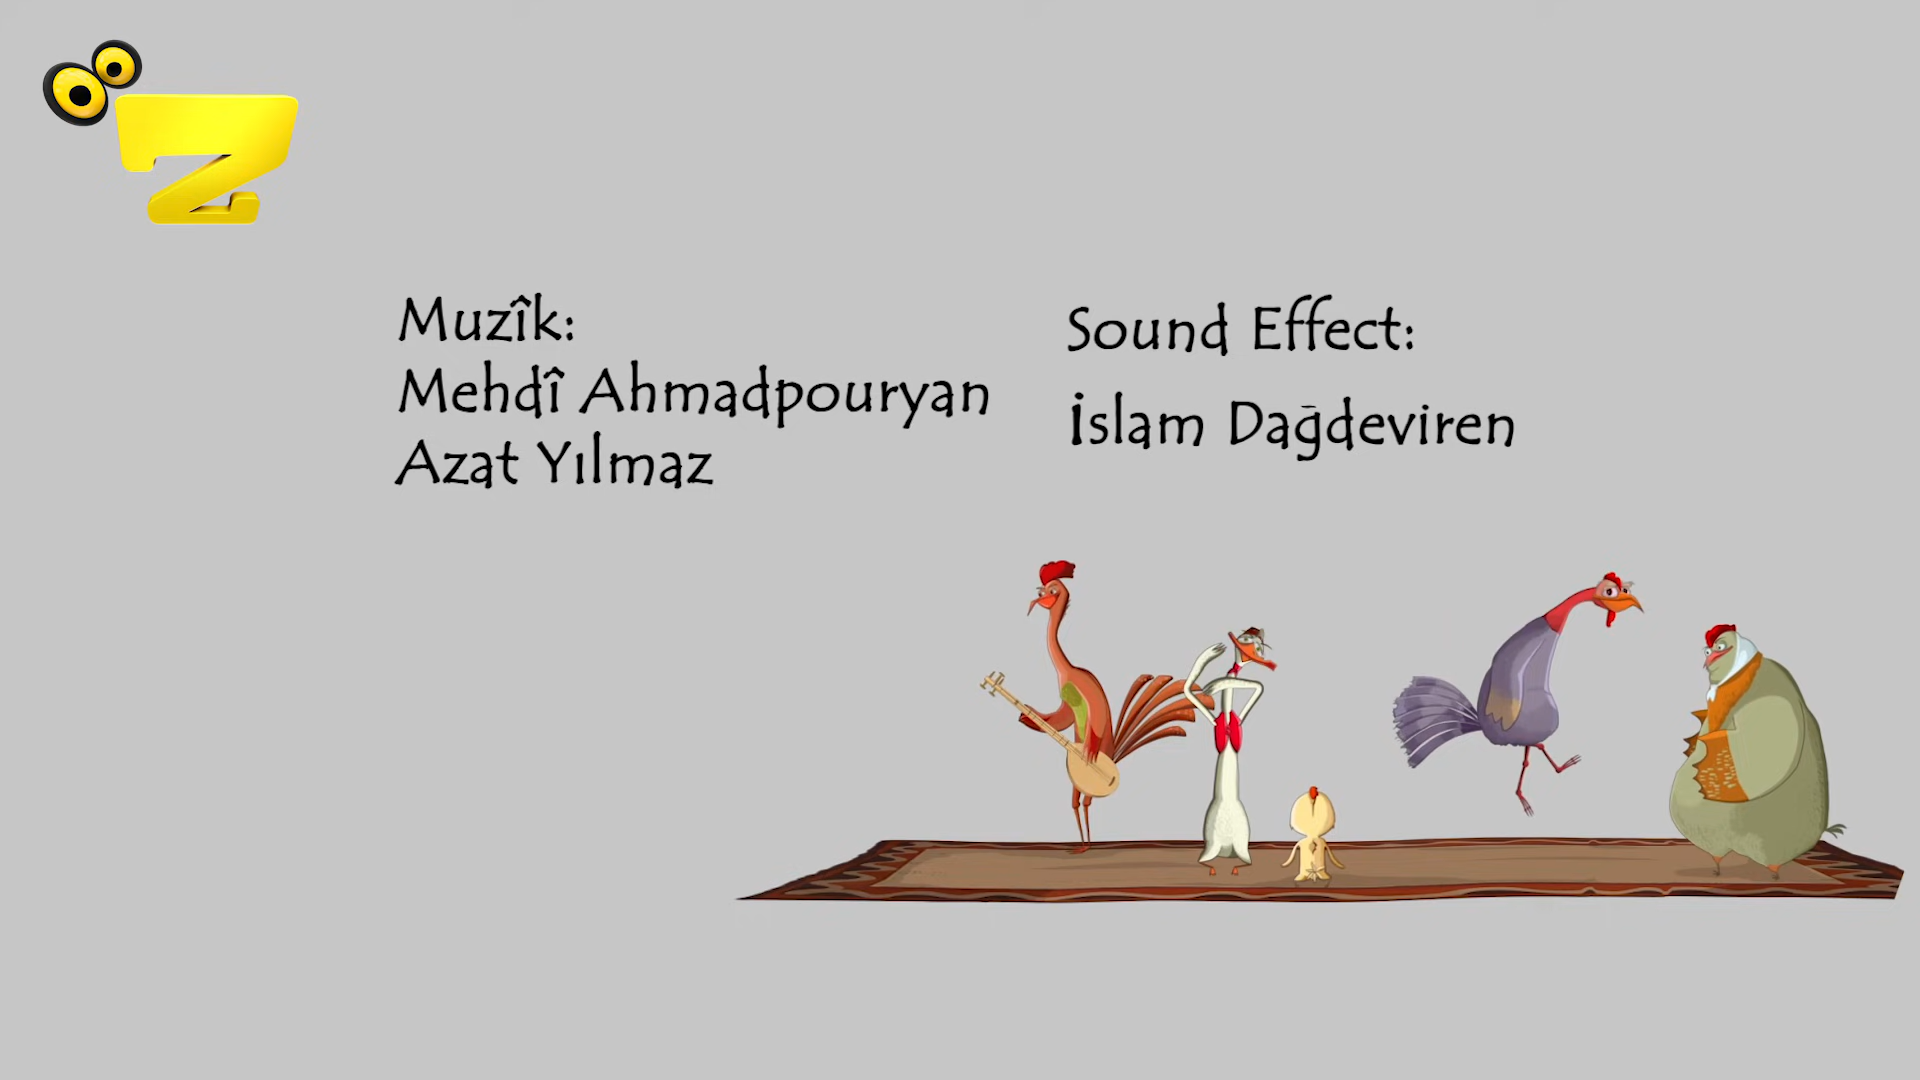 Z
Muzîk:
Mehdî Ahmadpouryan
Azat Yılmaz
Sound Effect:
İslam Dağdeviren